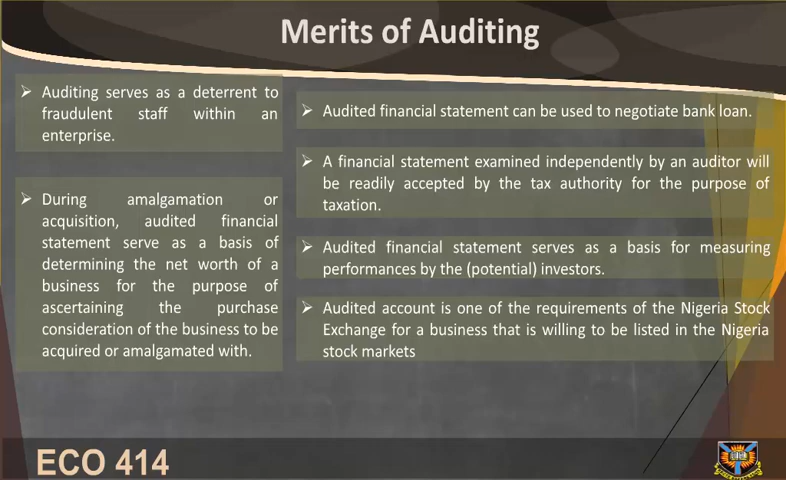 Merits of Auditing
➢ Auditing serves as a deterrent to
fraudulent staff within an
enterprise.
➢ During amalgamation or
acquisition, audited financial
statement serve as a basis of
determining the net worth of a
business for the purpose of
ascertaining the purchase
consideration of the business to be
acquired or amalgamated with.
➢ Audited financial statement can be used to negotiate bank loan.
➢ A financial statement examined independently by an auditor will
be readily accepted by the tax authority for the purpose of
taxation.
➢ Audited financial statement serves as a basis for measuring
performances by the (potential) investors.
➢ Audited account is one of the requirements of the Nigeria Stock
Exchange for a business that is willing to be listed in the Nigeria
stock markets
ECO 414